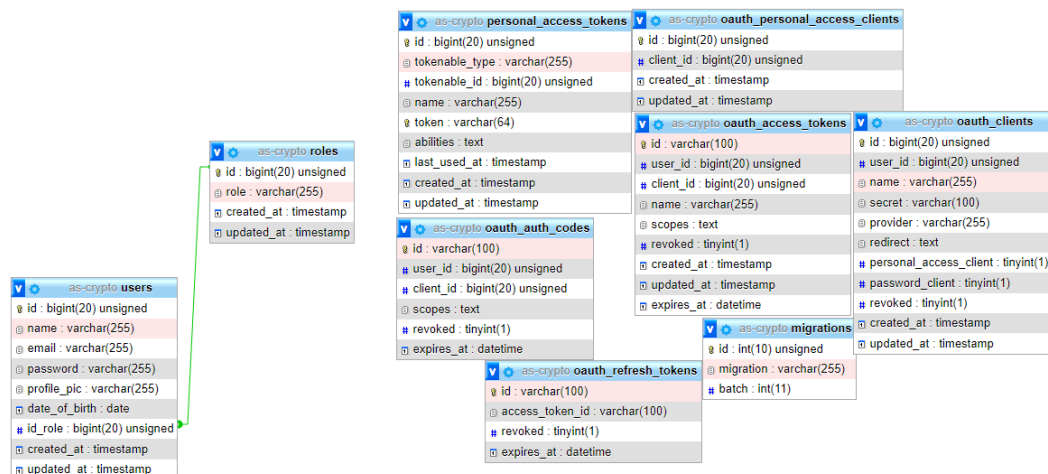 as-crypto personal_access_tokens
id : bigint(20) unsigned
tokenable_type : varchar(255)
tokenable_id : bigint(20) unsigned
name : varchar(255)
token : varchar(64)
abilities : text
last_used_at : timestamp
created_at : timestamp
updated_at : timestamp
as-crypto oauth_personal_access_clients
id : bigint(20) unsigned
client_id : bigint(20) unsigned
created_at : timestamp
updated_at : timestamp
as-crypto oauth_access_tokens
id : varchar(100)
user_id : bigint(20) unsigned
client_id : bigint(20) unsigned
name : varchar(255)
scopes : text
revoked : tinyint(1)
created_at : timestamp
updated_at : timestamp
expires_at : datetime
as-crypto oauth_clients
id : bigint(20) unsigned
user_id : bigint(20) unsigned
name : varchar(255)
secret : varchar(100)
provider : varchar(255)
redirect : text
personal_access_client : tinyint(1)
password_client : tinyint(1)
revoked : tinyint(1)
created_at : timestamp
updated_at : timestamp
as-crypto roles
id : bigint(20) unsigned
role : varchar(255)
created_at : timestamp
updated_at : timestamp
as-crypto oauth_auth_codes
id : varchar(100)
user_id : bigint(20) unsigned
client_id : bigint(20) unsigned
scopes : text
revoked : tinyint(1)
expires_at : datetime
as-crypto users
id : bigint(20) unsigned
name : varchar(255)
email : varchar(255)
password : varchar(255)
profile_pic : varchar(255)
date_of_birth : date
id_role : bigint(20) unsigned
created_at : timestamp
updated_at : timestamp
as-crypto migrations
id : int(10) unsigned
migration : varchar(255)
batch : int(11)
as-crypto oauth_refresh_tokens
id : varchar(100)
access_token_id : varchar(100)
revoked : tinyint(1)
expires_at : datetime